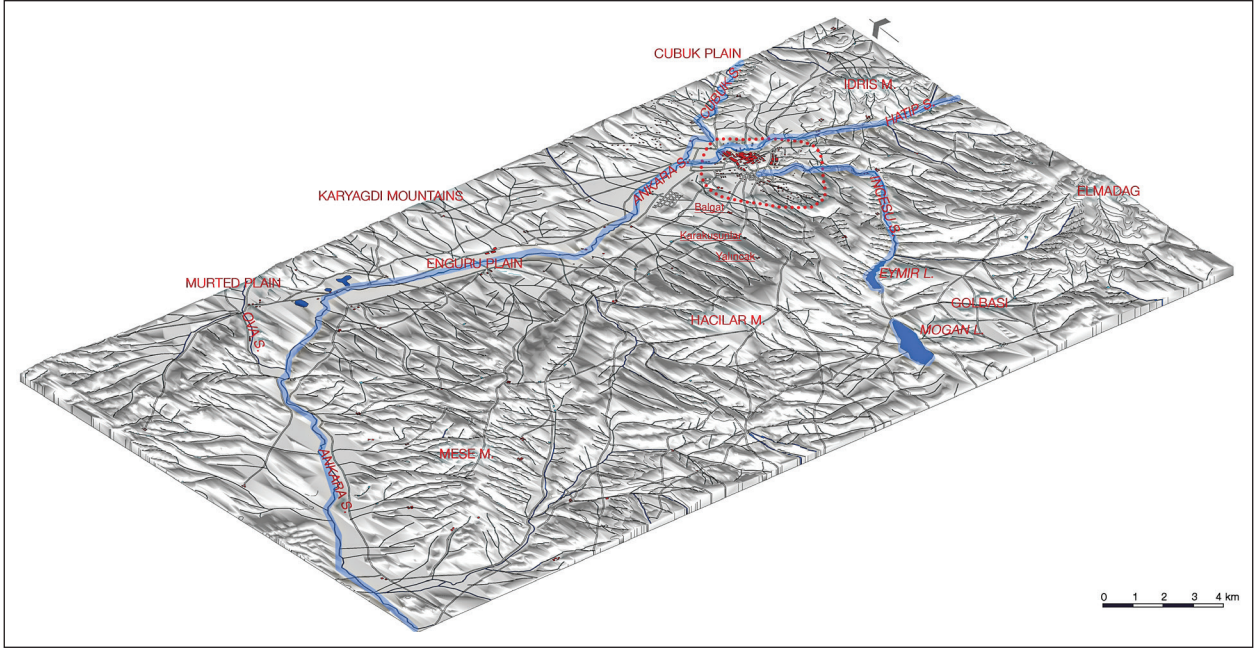 CUBUK PLAIN
CUBUK S.
IDRIS M.
HATIP S.
ANKARA S.
KARYAGDI MOUNTAINS
INCESU S.
ELMADAG
Balgat
Karakusunlar
Yalincak
ENGURU PLAIN
MURTED PLAIN
EYMIR L.
GOLBASI
OVA S.
HACILAR M.
MOGAN L.
MESE M.
ANKARA S.
0 1 2 3 4 km